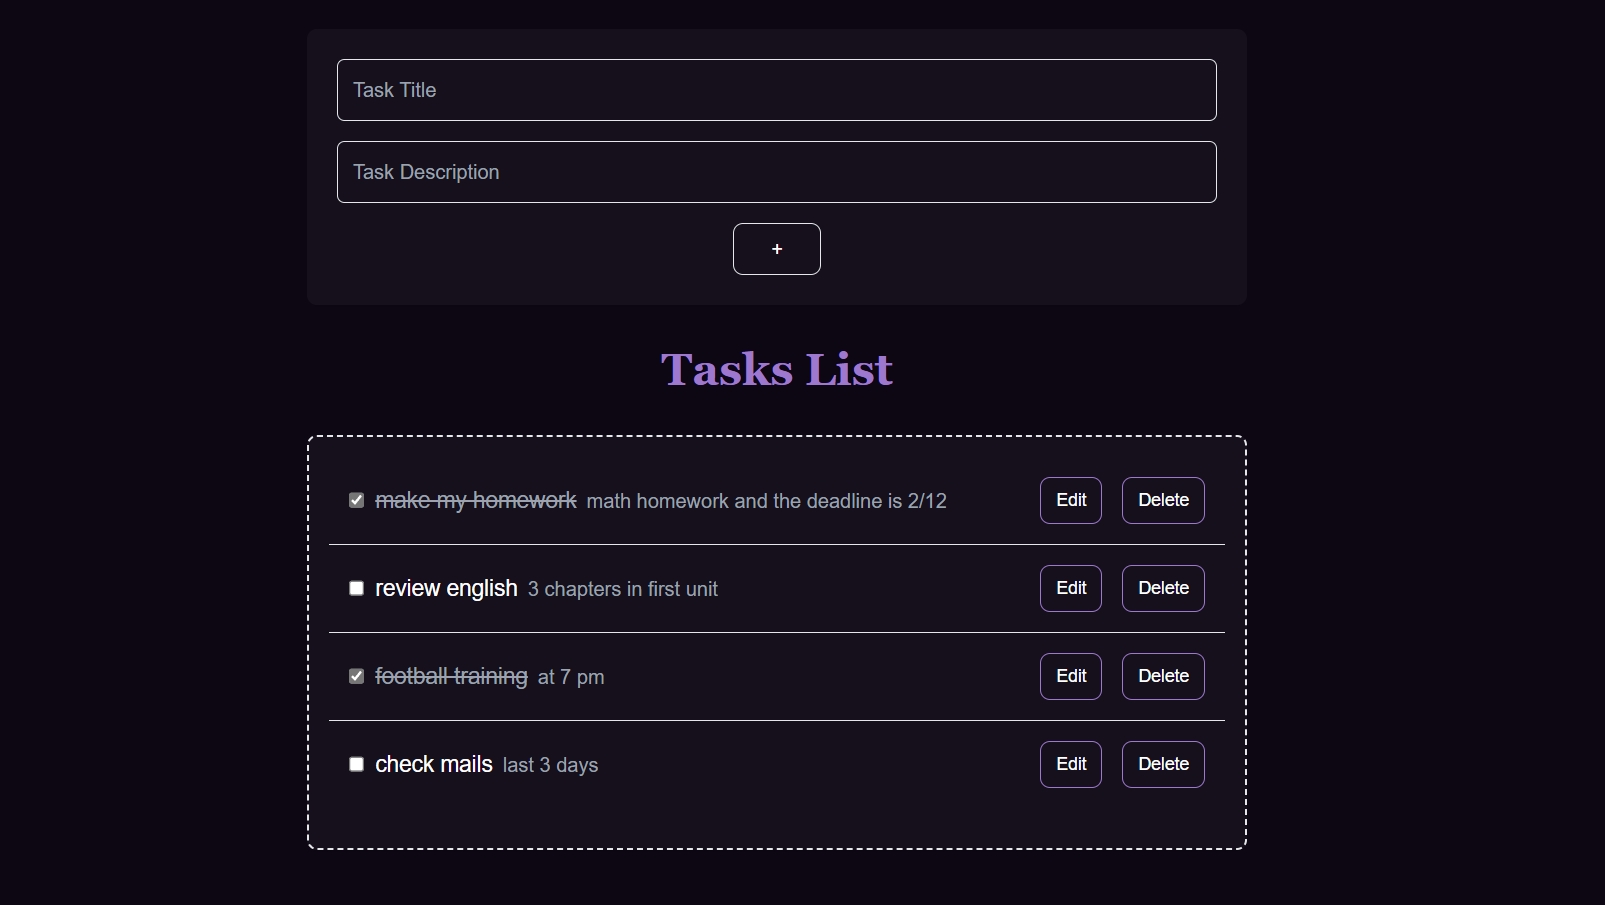 Task Title
Task Description
+
Tasks List
make my homework math homework and the deadline is 2/12 Edit Delete
review english 3 chapters in first unit Edit Delete
football training at 7 pm Edit Delete
check mails last 3 days Edit Delete